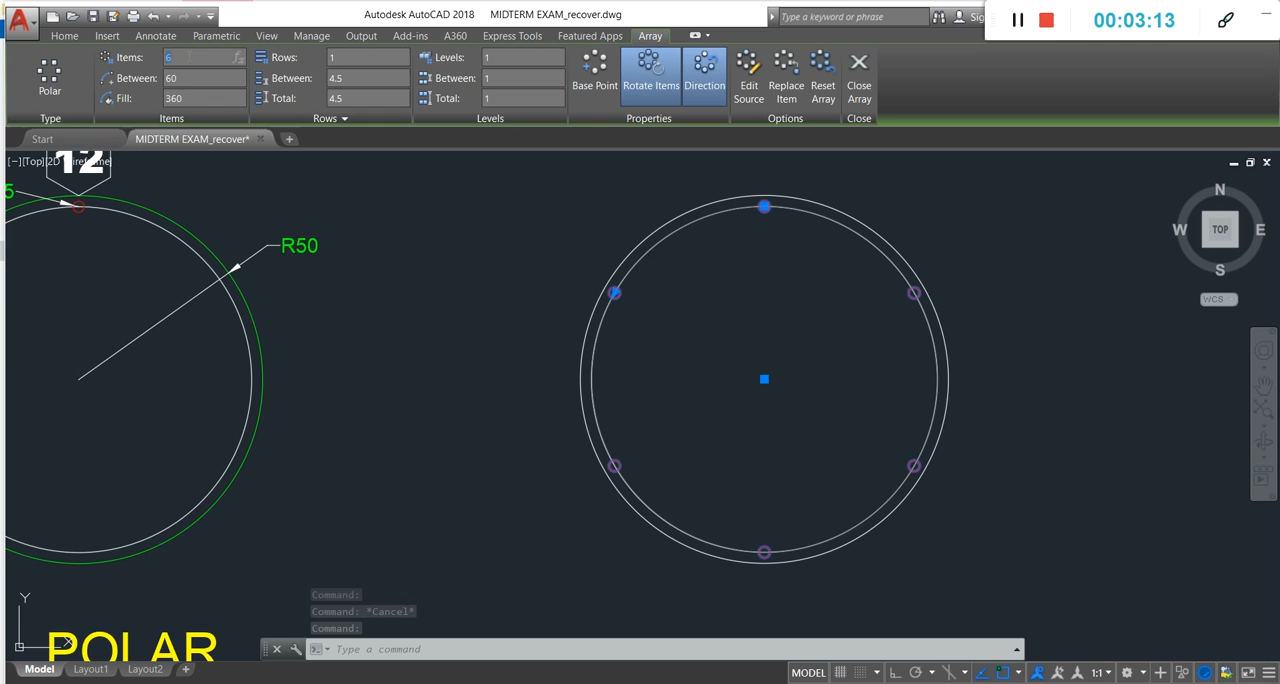 Autodesk AutoCAD 2018 MIDTERM EXAM_recover.dwg
Type a keyword or phrase
00:03:13
Home Insert Annotate Parametric View Manage Output Add-ins A360 Express Tools Featured Apps Array
Polar
Type
Items: 6
Between: 60
Fill: 360
Items
Rows: 1
Between: 4.5
Total: 4.5
Rows
Levels: 1
Between: 1
Total: 1
Levels
Base Point
Rotate Items
Direction
Properties
Edit Source
Replace Item
Reset Array
Options
Close Array
Close
Start
MIDTERM EXAM_recover*
12
5
R50
N
W TOP E
S
WCS
Command:
Command: *Cancel*
Command:
Type a command
Y
X
POLAR
Model Layout1 Layout2
MODEL
1:1